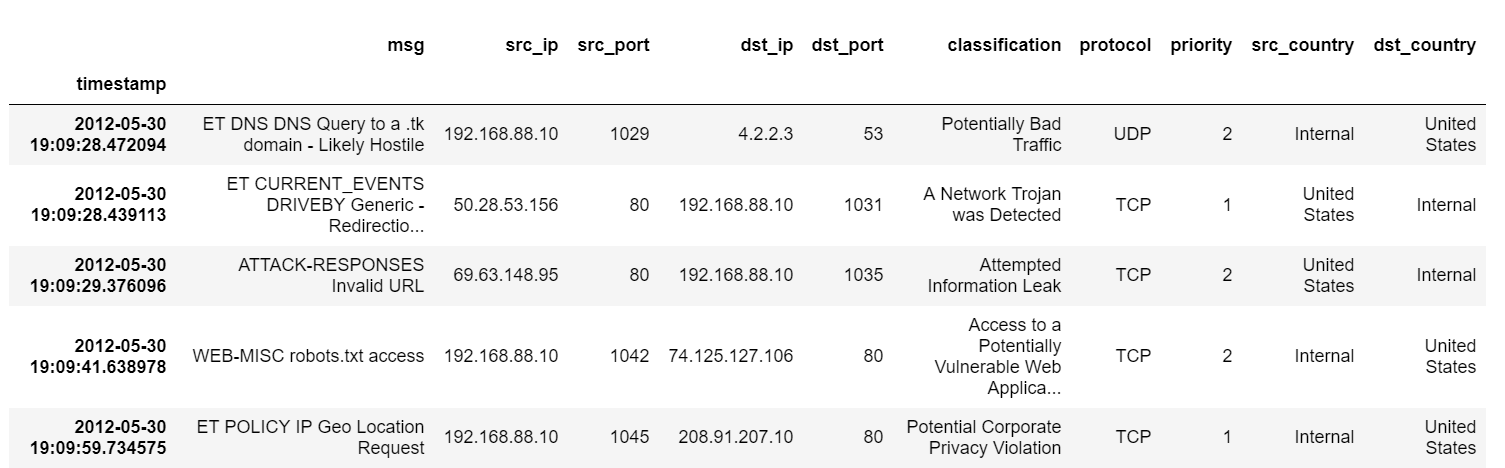 msg src_ip src_port dst_ip dst_port classification protocol priority src_country dst_country
timestamp
2012-05-30 19:09:28.472094 ET DNS DNS Query to a .tk domain - Likely Hostile 192.168.88.10 1029 4.2.2.3 53 Potentially Bad Traffic UDP 2 Internal United States
2012-05-30 19:09:28.439113 ET CURRENT_EVENTS DRIVEBY Generic - Redirectio... 50.28.53.156 80 192.168.88.10 1031 A Network Trojan was Detected TCP 1 United States Internal
2012-05-30 19:09:29.376096 ATTACK-RESPONSES Invalid URL 69.63.148.95 80 192.168.88.10 1035 Attempted Information Leak TCP 2 United States Internal
2012-05-30 19:09:41.638978 WEB-MISC robots.txt access 192.168.88.10 1042 74.125.127.106 80 Access to a Potentially Vulnerable Web Applica... TCP 2 Internal United States
2012-05-30 19:09:59.734575 ET POLICY IP Geo Location Request 192.168.88.10 1045 208.91.207.10 80 Potential Corporate Privacy Violation TCP 1 Internal United States